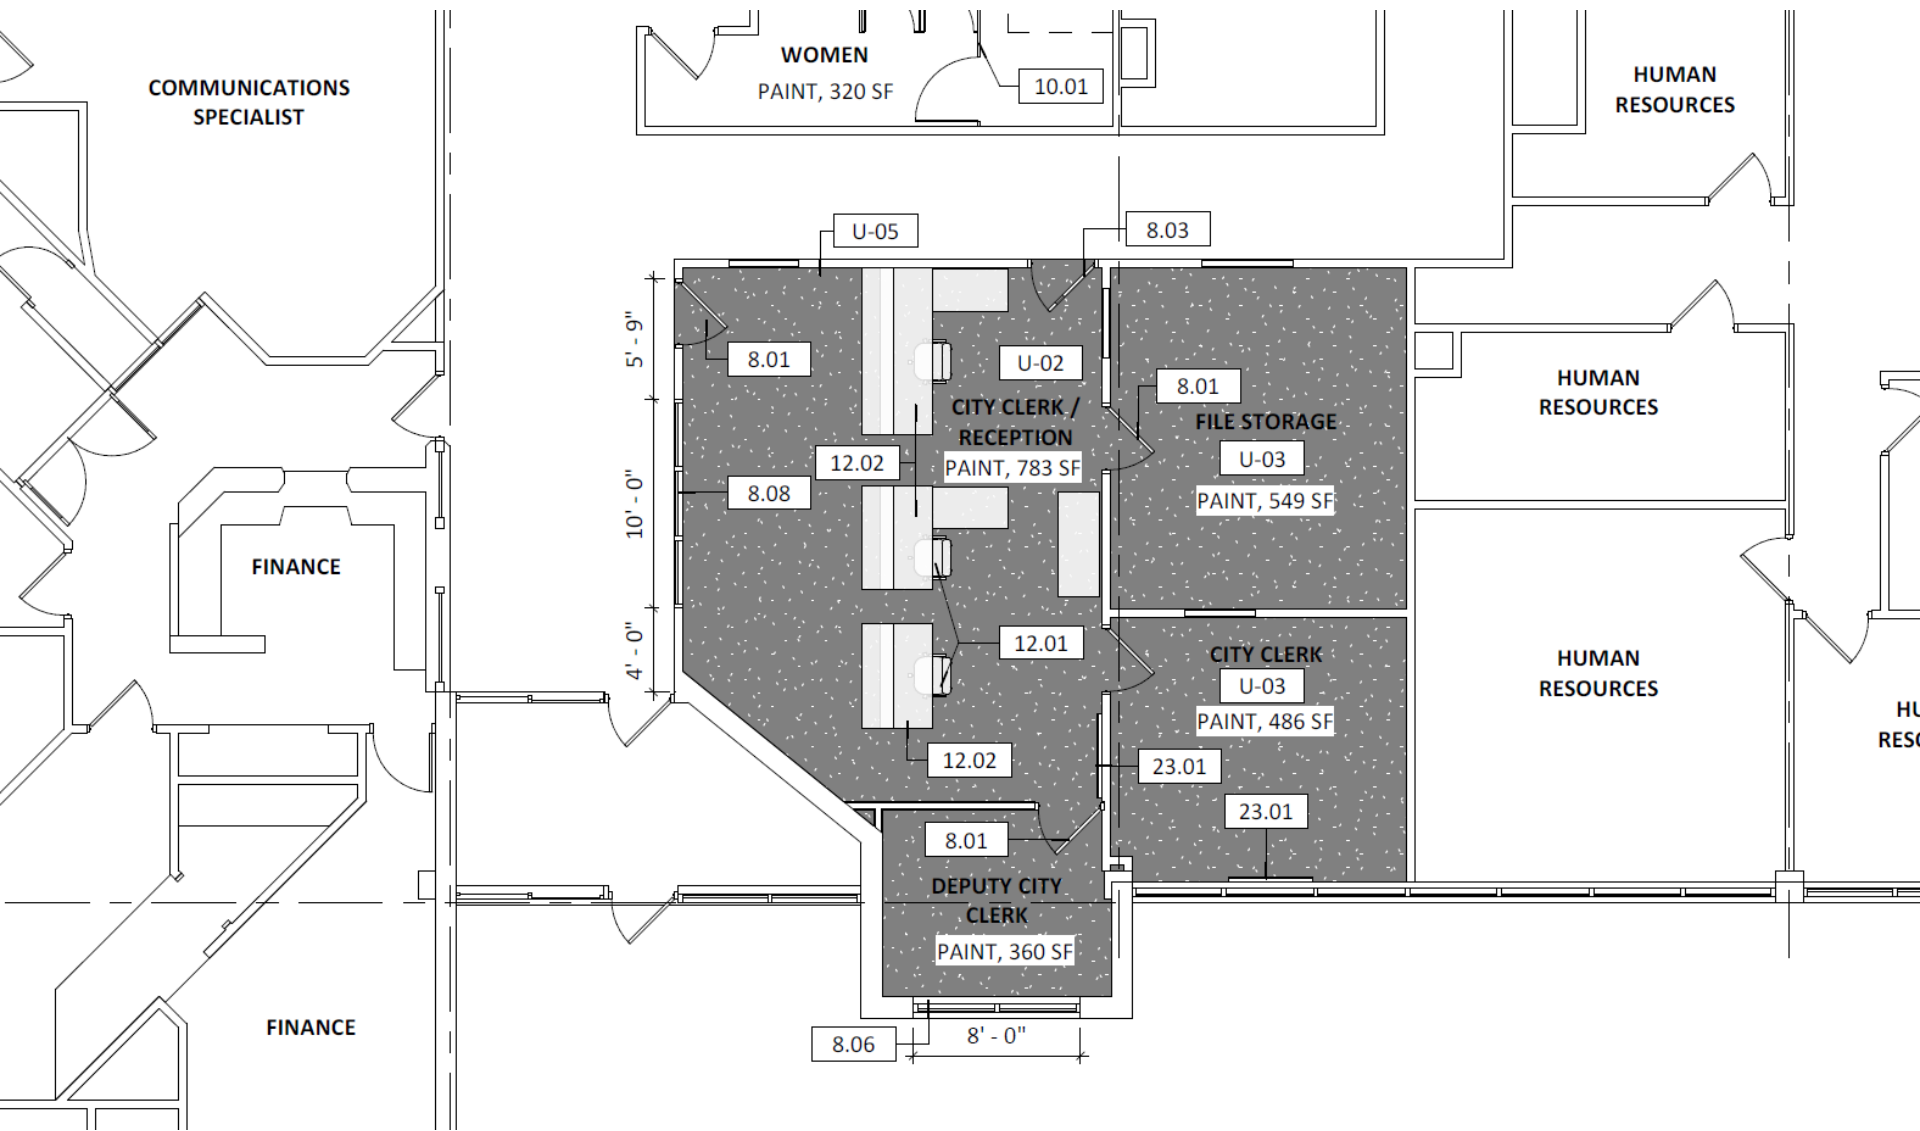 WOMEN
PAINT, 320 SF
10.01
COMMUNICATIONS
SPECIALIST
HUMAN
RESOURCES
U-05
8.03
5' - 9"
8.01
U-02
8.01
CITY CLERK /
RECEPTION
PAINT, 783 SF
FILE STORAGE
U-03
PAINT, 549 SF
HUMAN
RESOURCES
12.02
10' - 0"
8.08
FINANCE
4' - 0"
12.01
CITY CLERK
U-03
PAINT, 486 SF
HUMAN
RESOURCES
HU
RESO
12.02
23.01
23.01
8.01
DEPUTY CITY
CLERK
PAINT, 360 SF
FINANCE
8.06
8' - 0"